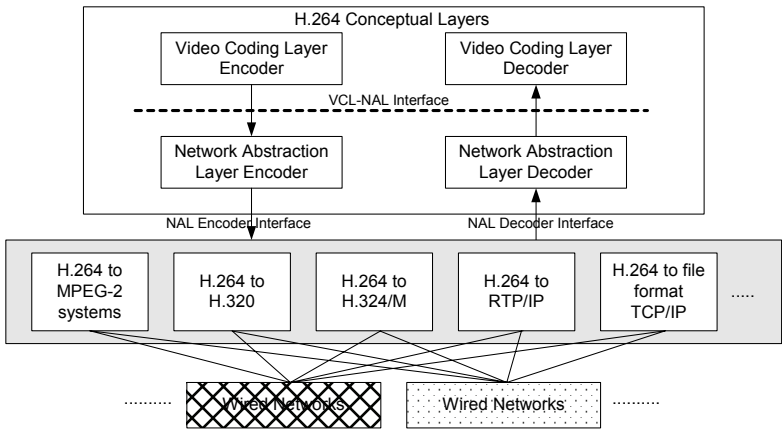 H.264 Conceptual Layers
Video Coding Layer
Encoder
Video Coding Layer
Decoder
VCL-NAL Interface
Network Abstraction
Layer Encoder
Network Abstraction
Layer Decoder
NAL Encoder Interface
NAL Decoder Interface
H.264 to
MPEG-2
systems
H.264 to
H.320
H.264 to
H.324/M
H.264 to
RTP/IP
H.264 to file
format
TCP/IP
.....
..........
Wired Networks
Wired Networks
..........